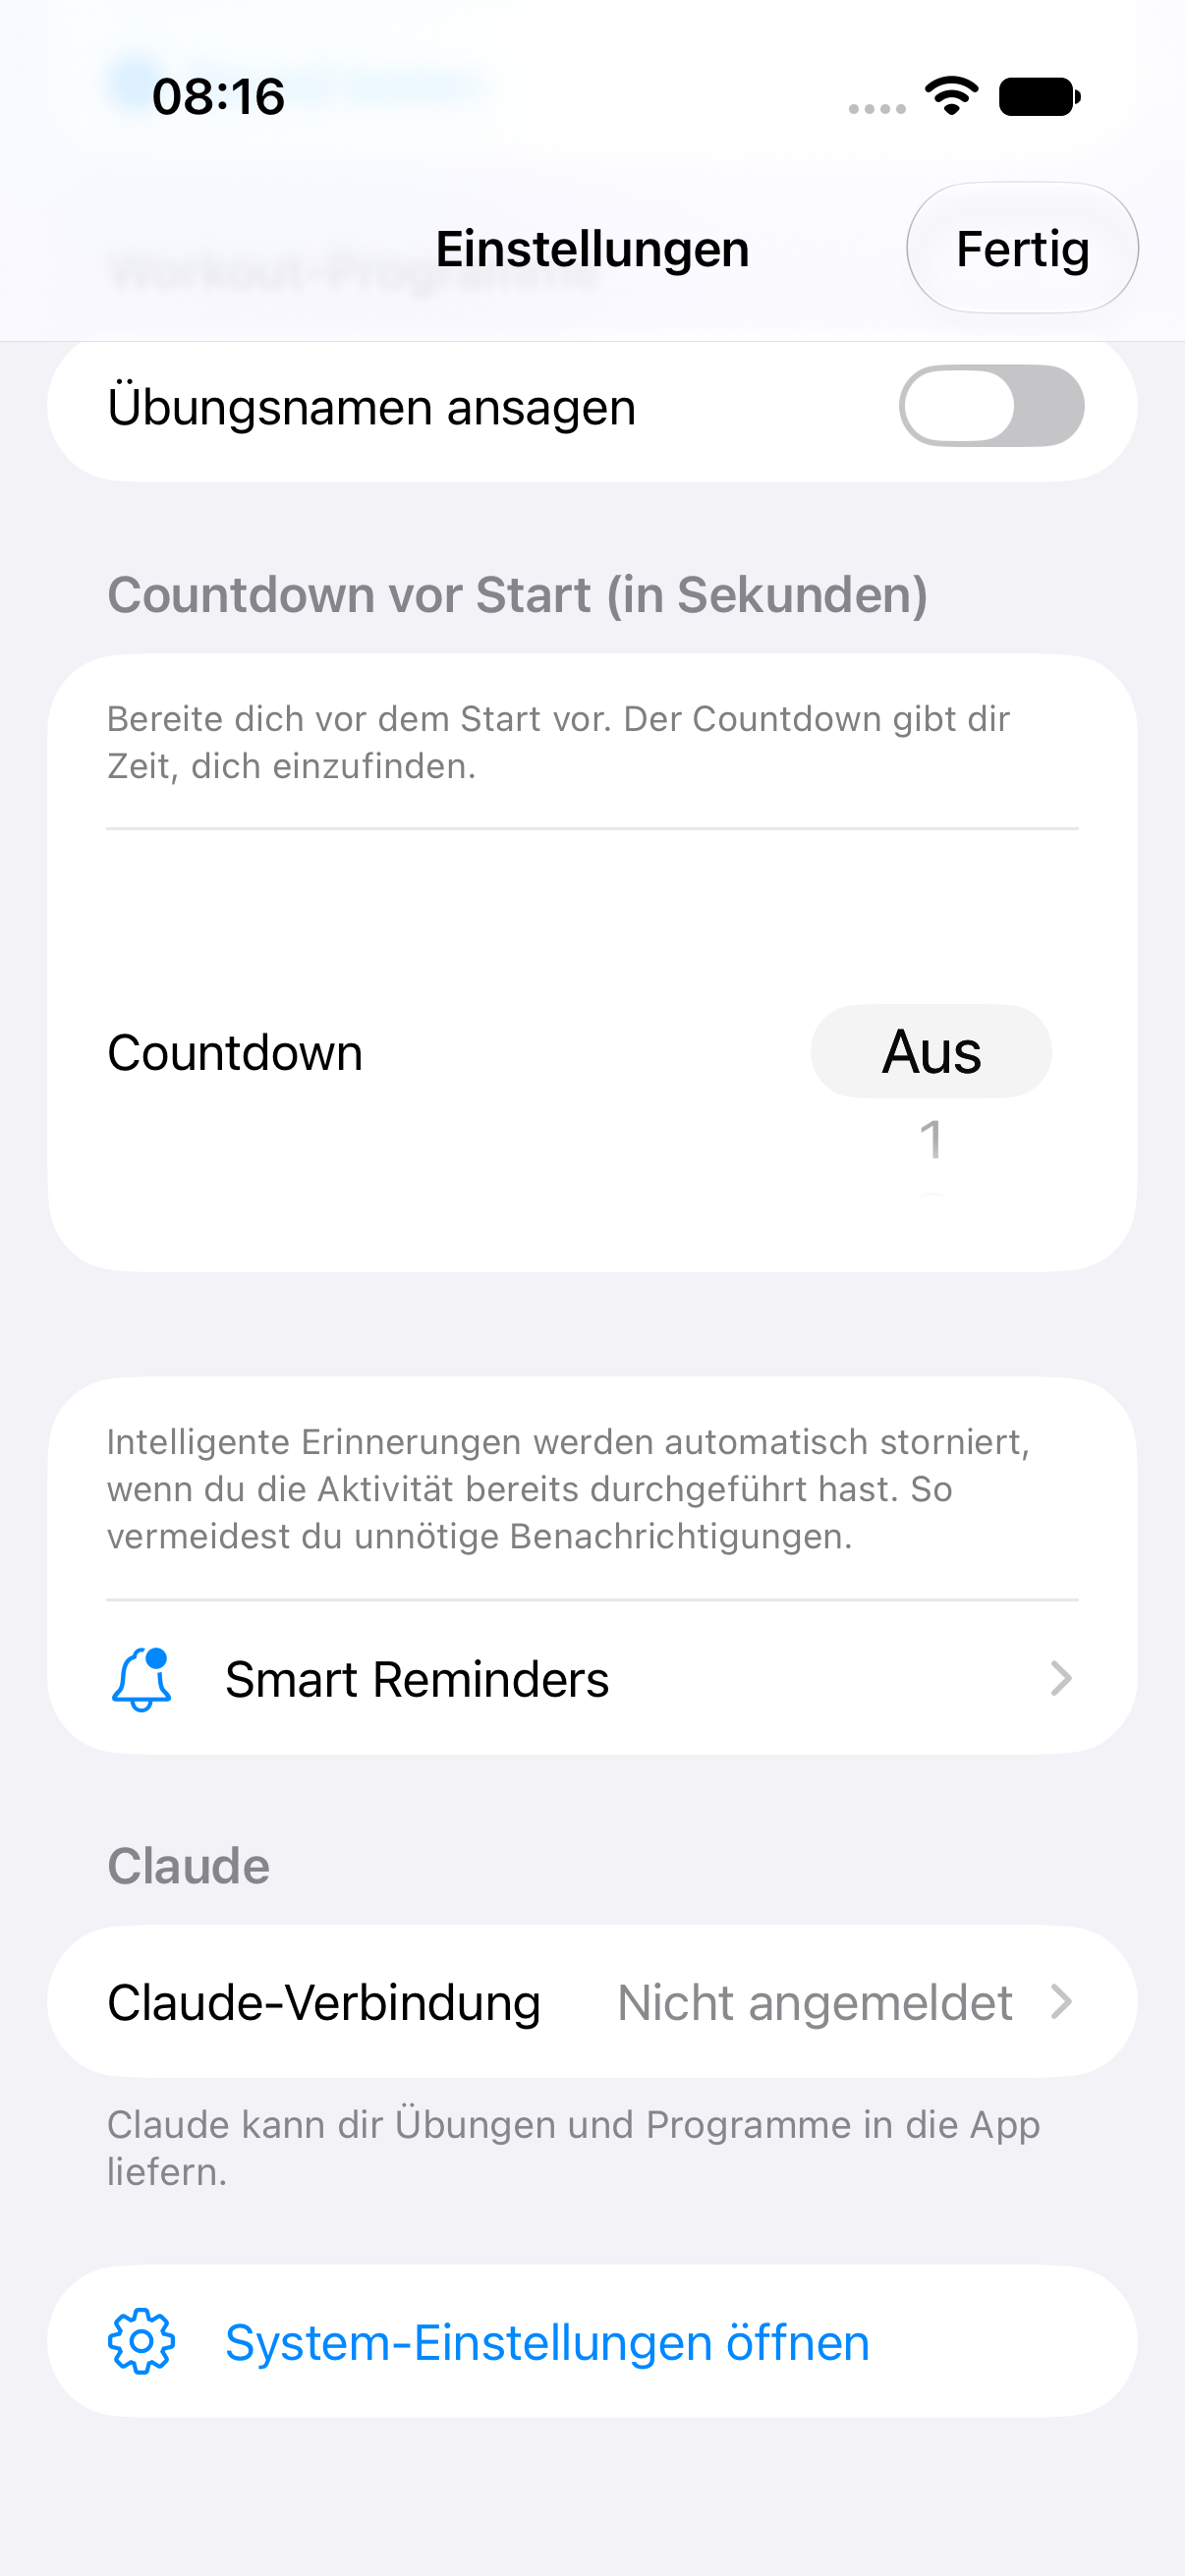 08:16
Einstellungen
Fertig
Workout-Programme
Übungsnamen ansagen
Countdown vor Start (in Sekunden)
Bereite dich vor dem Start vor. Der Countdown gibt dir
Zeit, dich einzufinden.
Countdown
Aus
1
Intelligente Erinnerungen werden automatisch storniert,
wenn du die Aktivität bereits durchgeführt hast. So
vermeidest du unnötige Benachrichtigungen.
Smart Reminders
Claude
Claude-Verbindung
Nicht angemeldet
Claude kann dir Übungen und Programme in die App
liefern.
System-Einstellungen öffnen